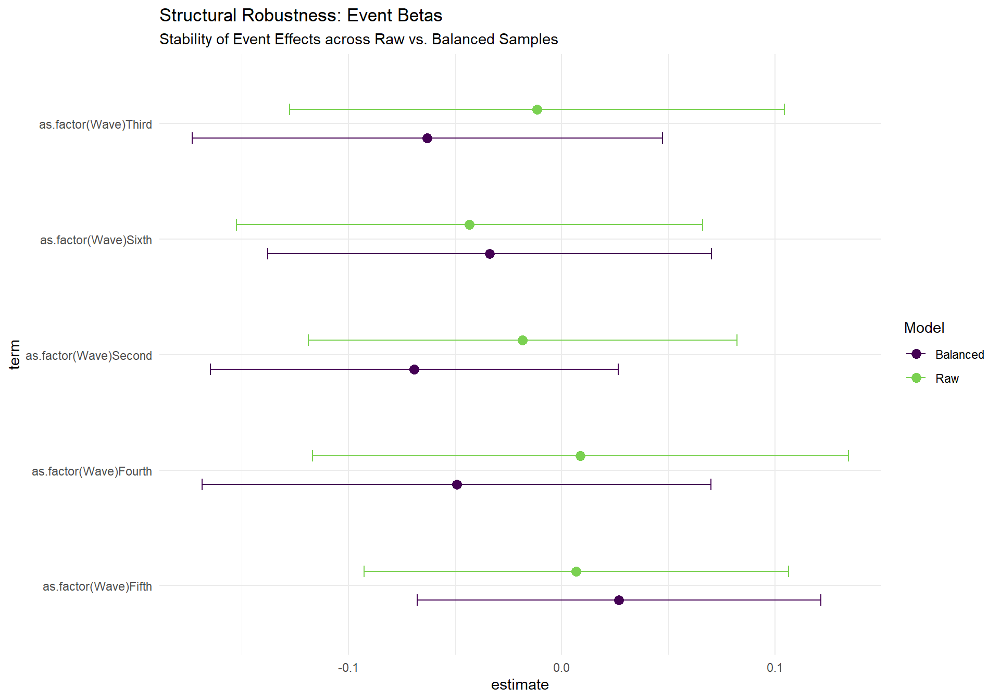 Structural Robustness: Event Betas
Stability of Event Effects across Raw vs. Balanced Samples
as.factor(Wave)Third
as.factor(Wave)Sixth
as.factor(Wave)Second
as.factor(Wave)Fourth
as.factor(Wave)Fifth
term
-0.1
0.0
0.1
estimate
Model
Balanced
Raw